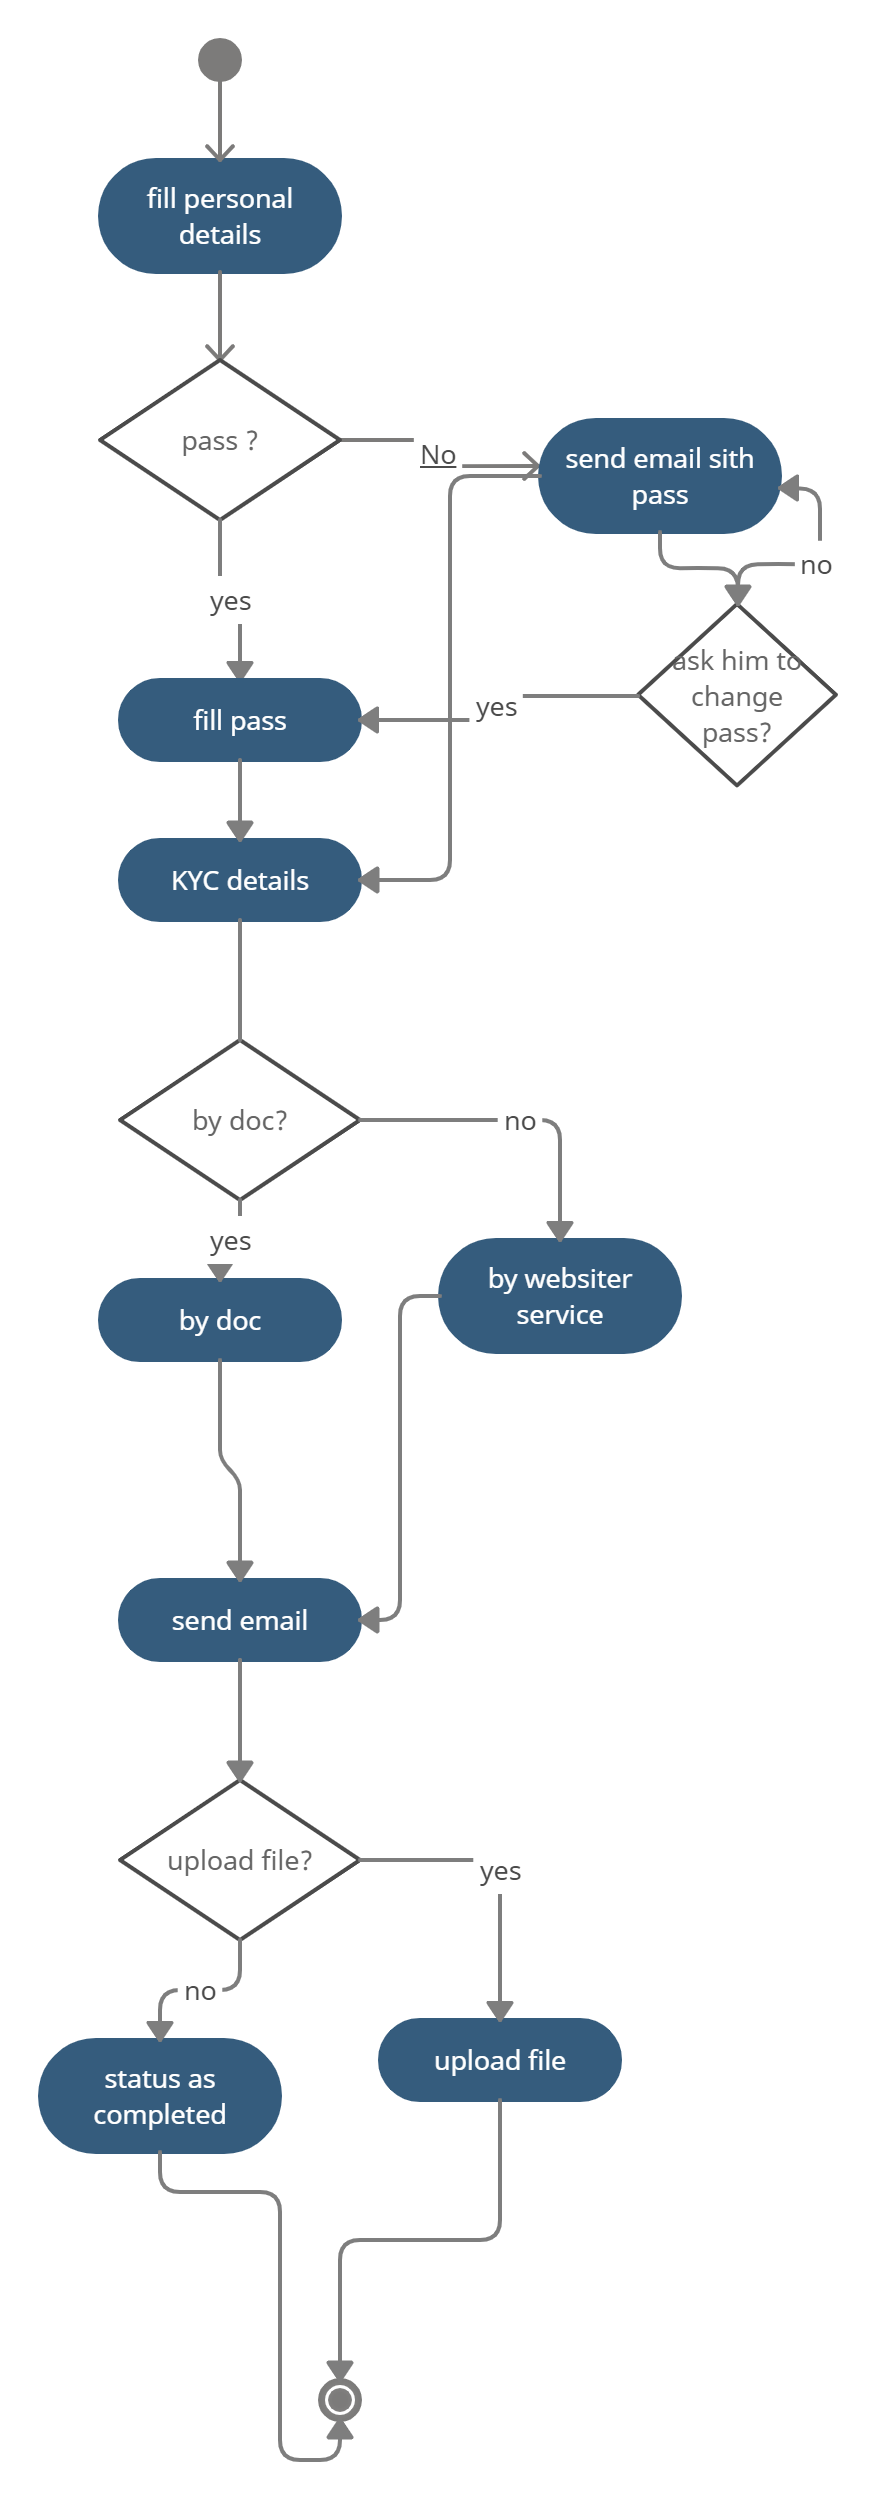 fill personal
details
pass ?
No
send email sith
pass
no
yes
ask him to
change
pass?
yes
fill pass
KYC details
by doc?
no
yes
by websiter
service
by doc
send email
upload file?
yes
no
status as
completed
upload file